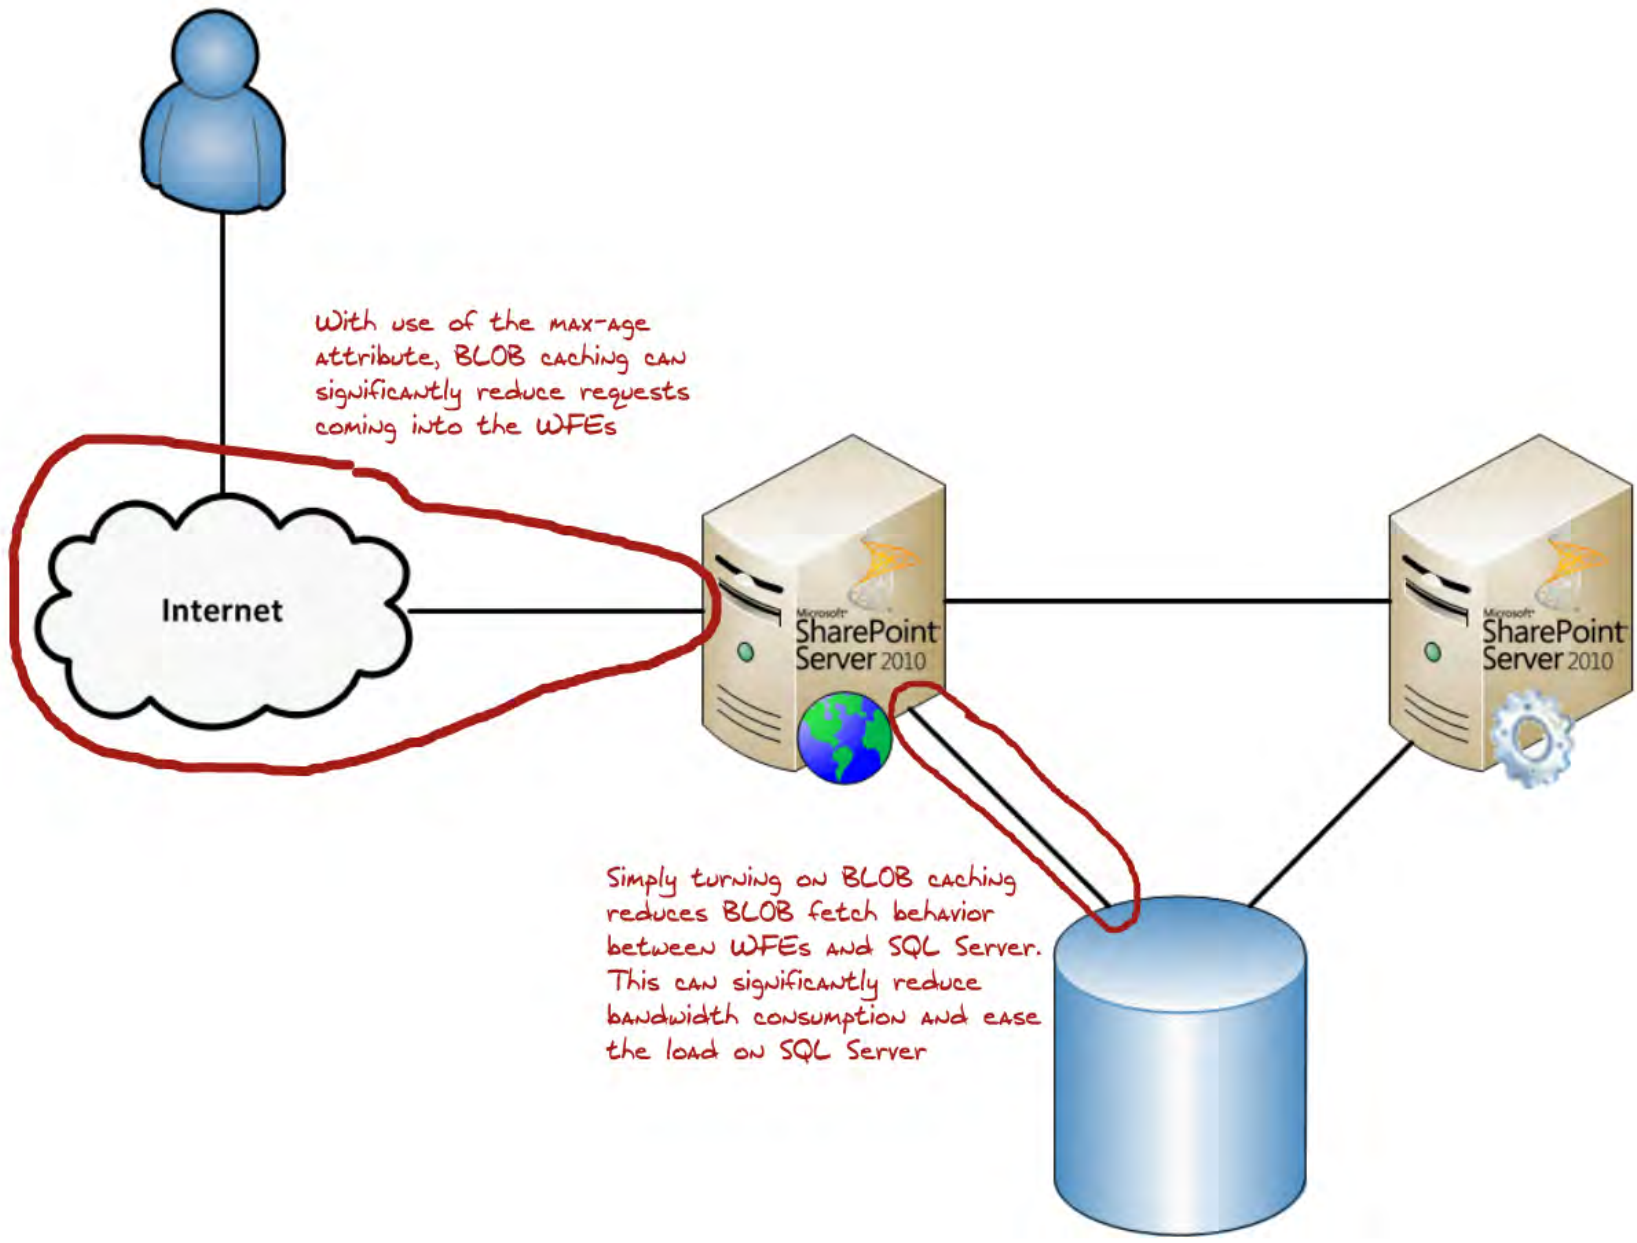 With use of the max-age
attribute, BLOB caching can
significantly reduce requests
coming into the WFEs
Internet
Microsoft
SharePoint
Server 2010
Microsoft
SharePoint
Server 2010
Simply turning on BLOB caching
reduces BLOB fetch behavior
between WFEs and SQL Server.
This can significantly reduce
bandwidth consumption and ease
the load on SQL Server